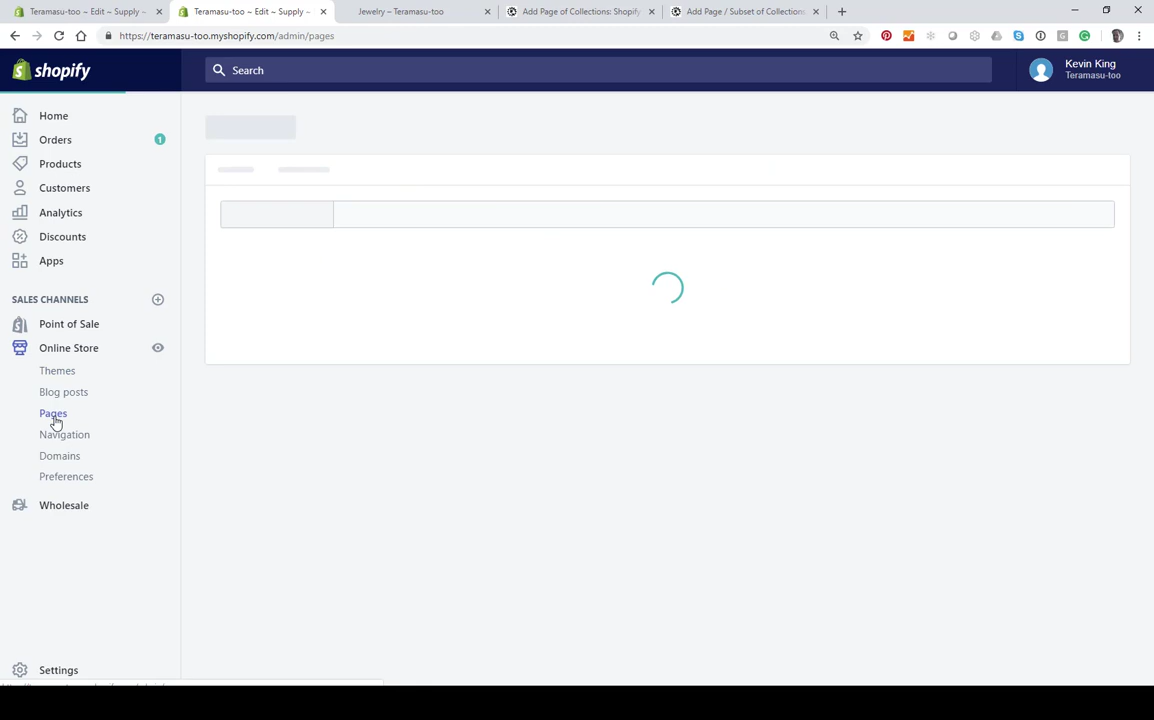 Teramasu-too ~ Edit ~ Supply ~
Teramasu-too ~ Edit ~ Supply ~
Jewelry – Teramasu-too
Add Page of Collections: Shopify
Add Page / Subset of Collections
https://teramasu-too.myshopify.com/admin/pages
shopify
Search
Kevin King
Teramasu-too
Home
Orders
1
Products
Customers
Analytics
Discounts
Apps
SALES CHANNELS
Point of Sale
Online Store
Themes
Blog posts
Pages
Navigation
Domains
Preferences
Wholesale
Settings